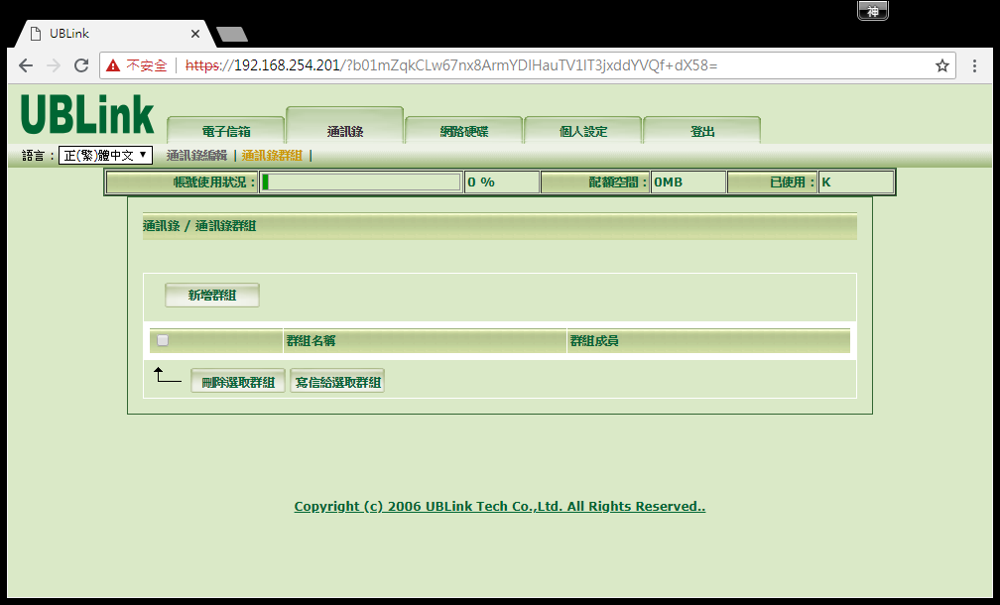 神
UBLink
不安全 https://192.168.254.201/?b01mZqkCLw67nx8ArmYDIHauTV1IT3jxddYVQf+dX58=
UBLink
電子信箱 通訊錄 網路硬碟 個人設定 登出
語言：正(繁)體中文 通訊錄編輯 | 通訊錄群組 |
帳號使用狀況： 0 % 配額空間： 0MB 已使用： K
通訊錄 / 通訊錄群組
新增群組
群組名稱 群組成員
刪除選取群組 寫信給選取群組
Copyright (c) 2006 UBLink Tech Co.,Ltd. All Rights Reserved..